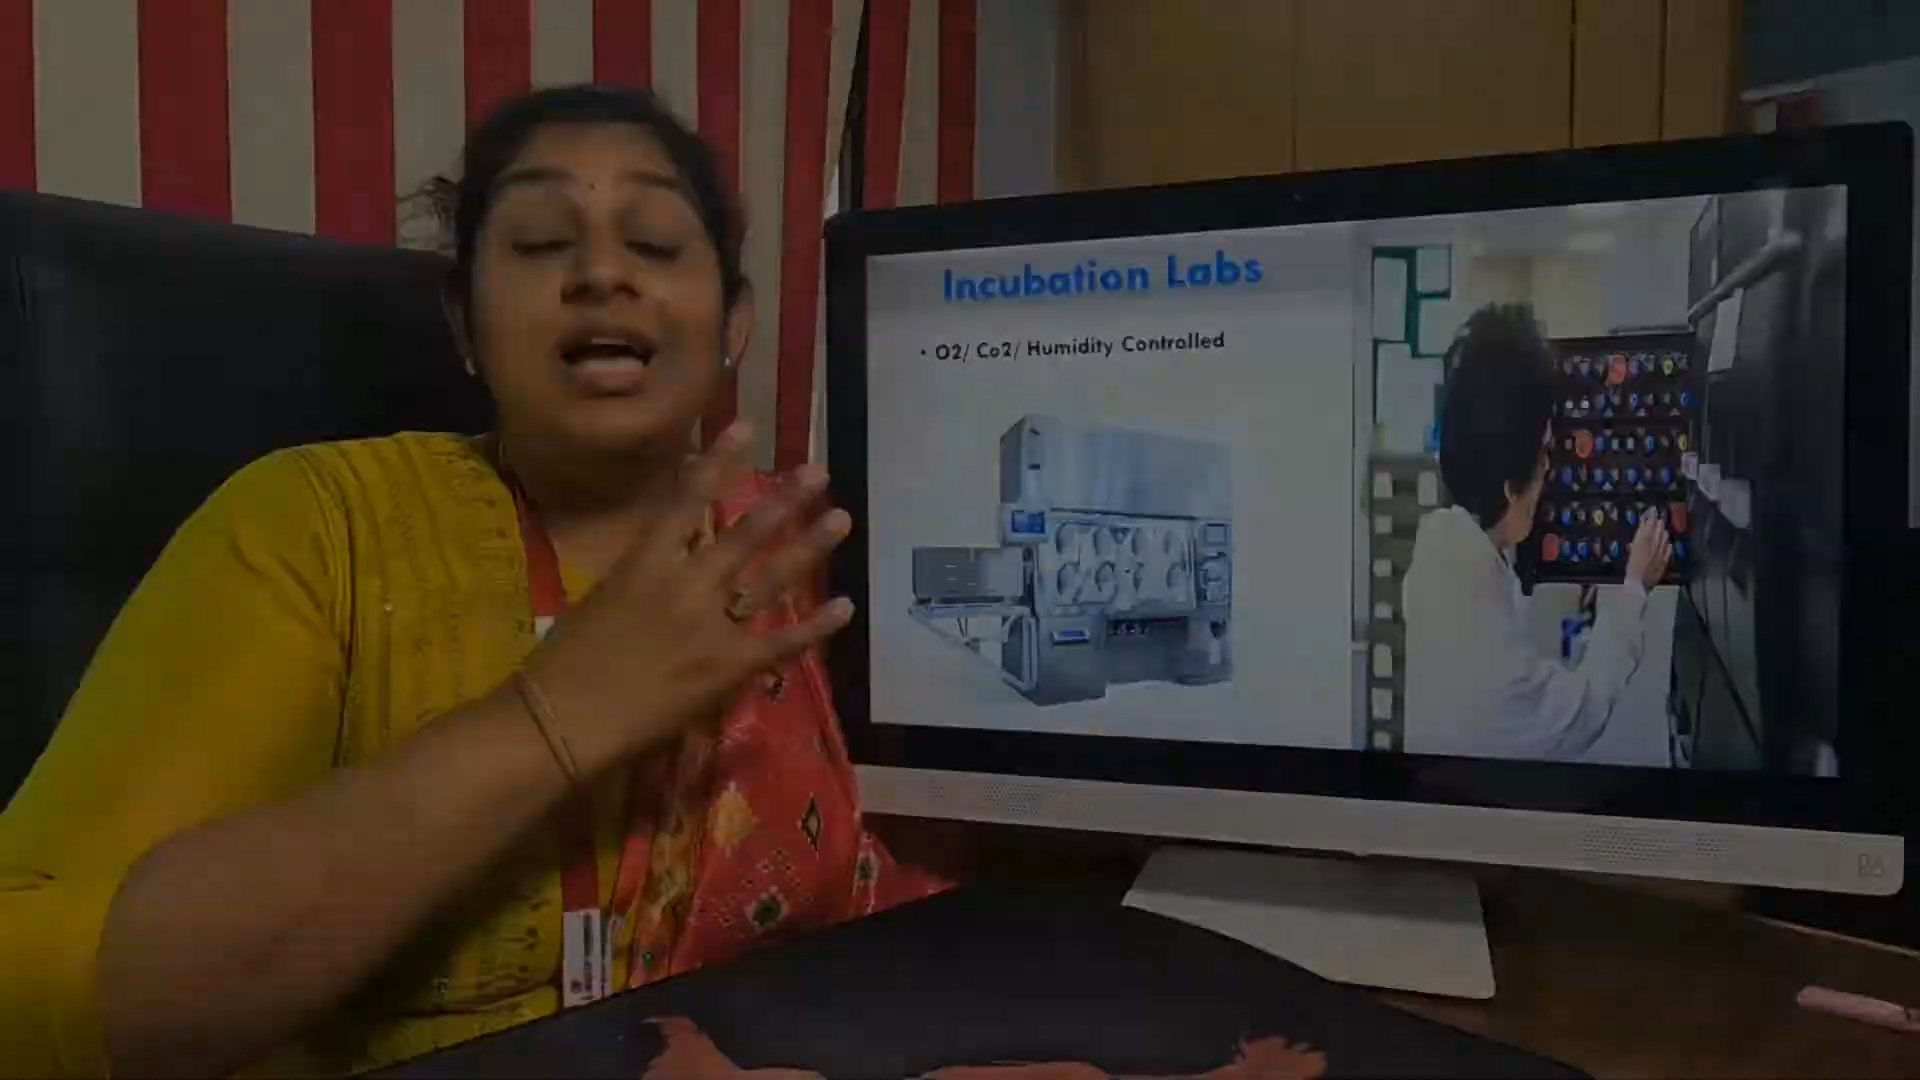 Incubation Labs
• O2/ Co2/ Humidity Controlled